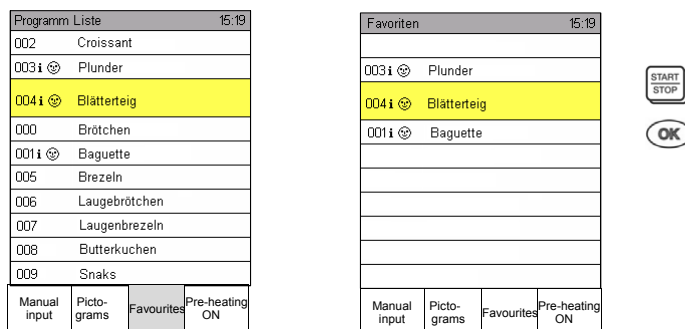 Programm Liste 15:19
002 Croissant
003 i Plunder
004 i Blätterteig
000 Brötchen
001 i Baguette
005 Brezeln
006 Laugebrötchen
007 Laugenbrezeln
008 Butterkuchen
009 Snaks
Manual input
Picto-grams
Favourites
Pre-heating ON
Favoriten 15:19
003 i Plunder
004 i Blätterteig
001 i Baguette
Manual input
Picto-grams
Favourites
Pre-heating ON
START
STOP
OK